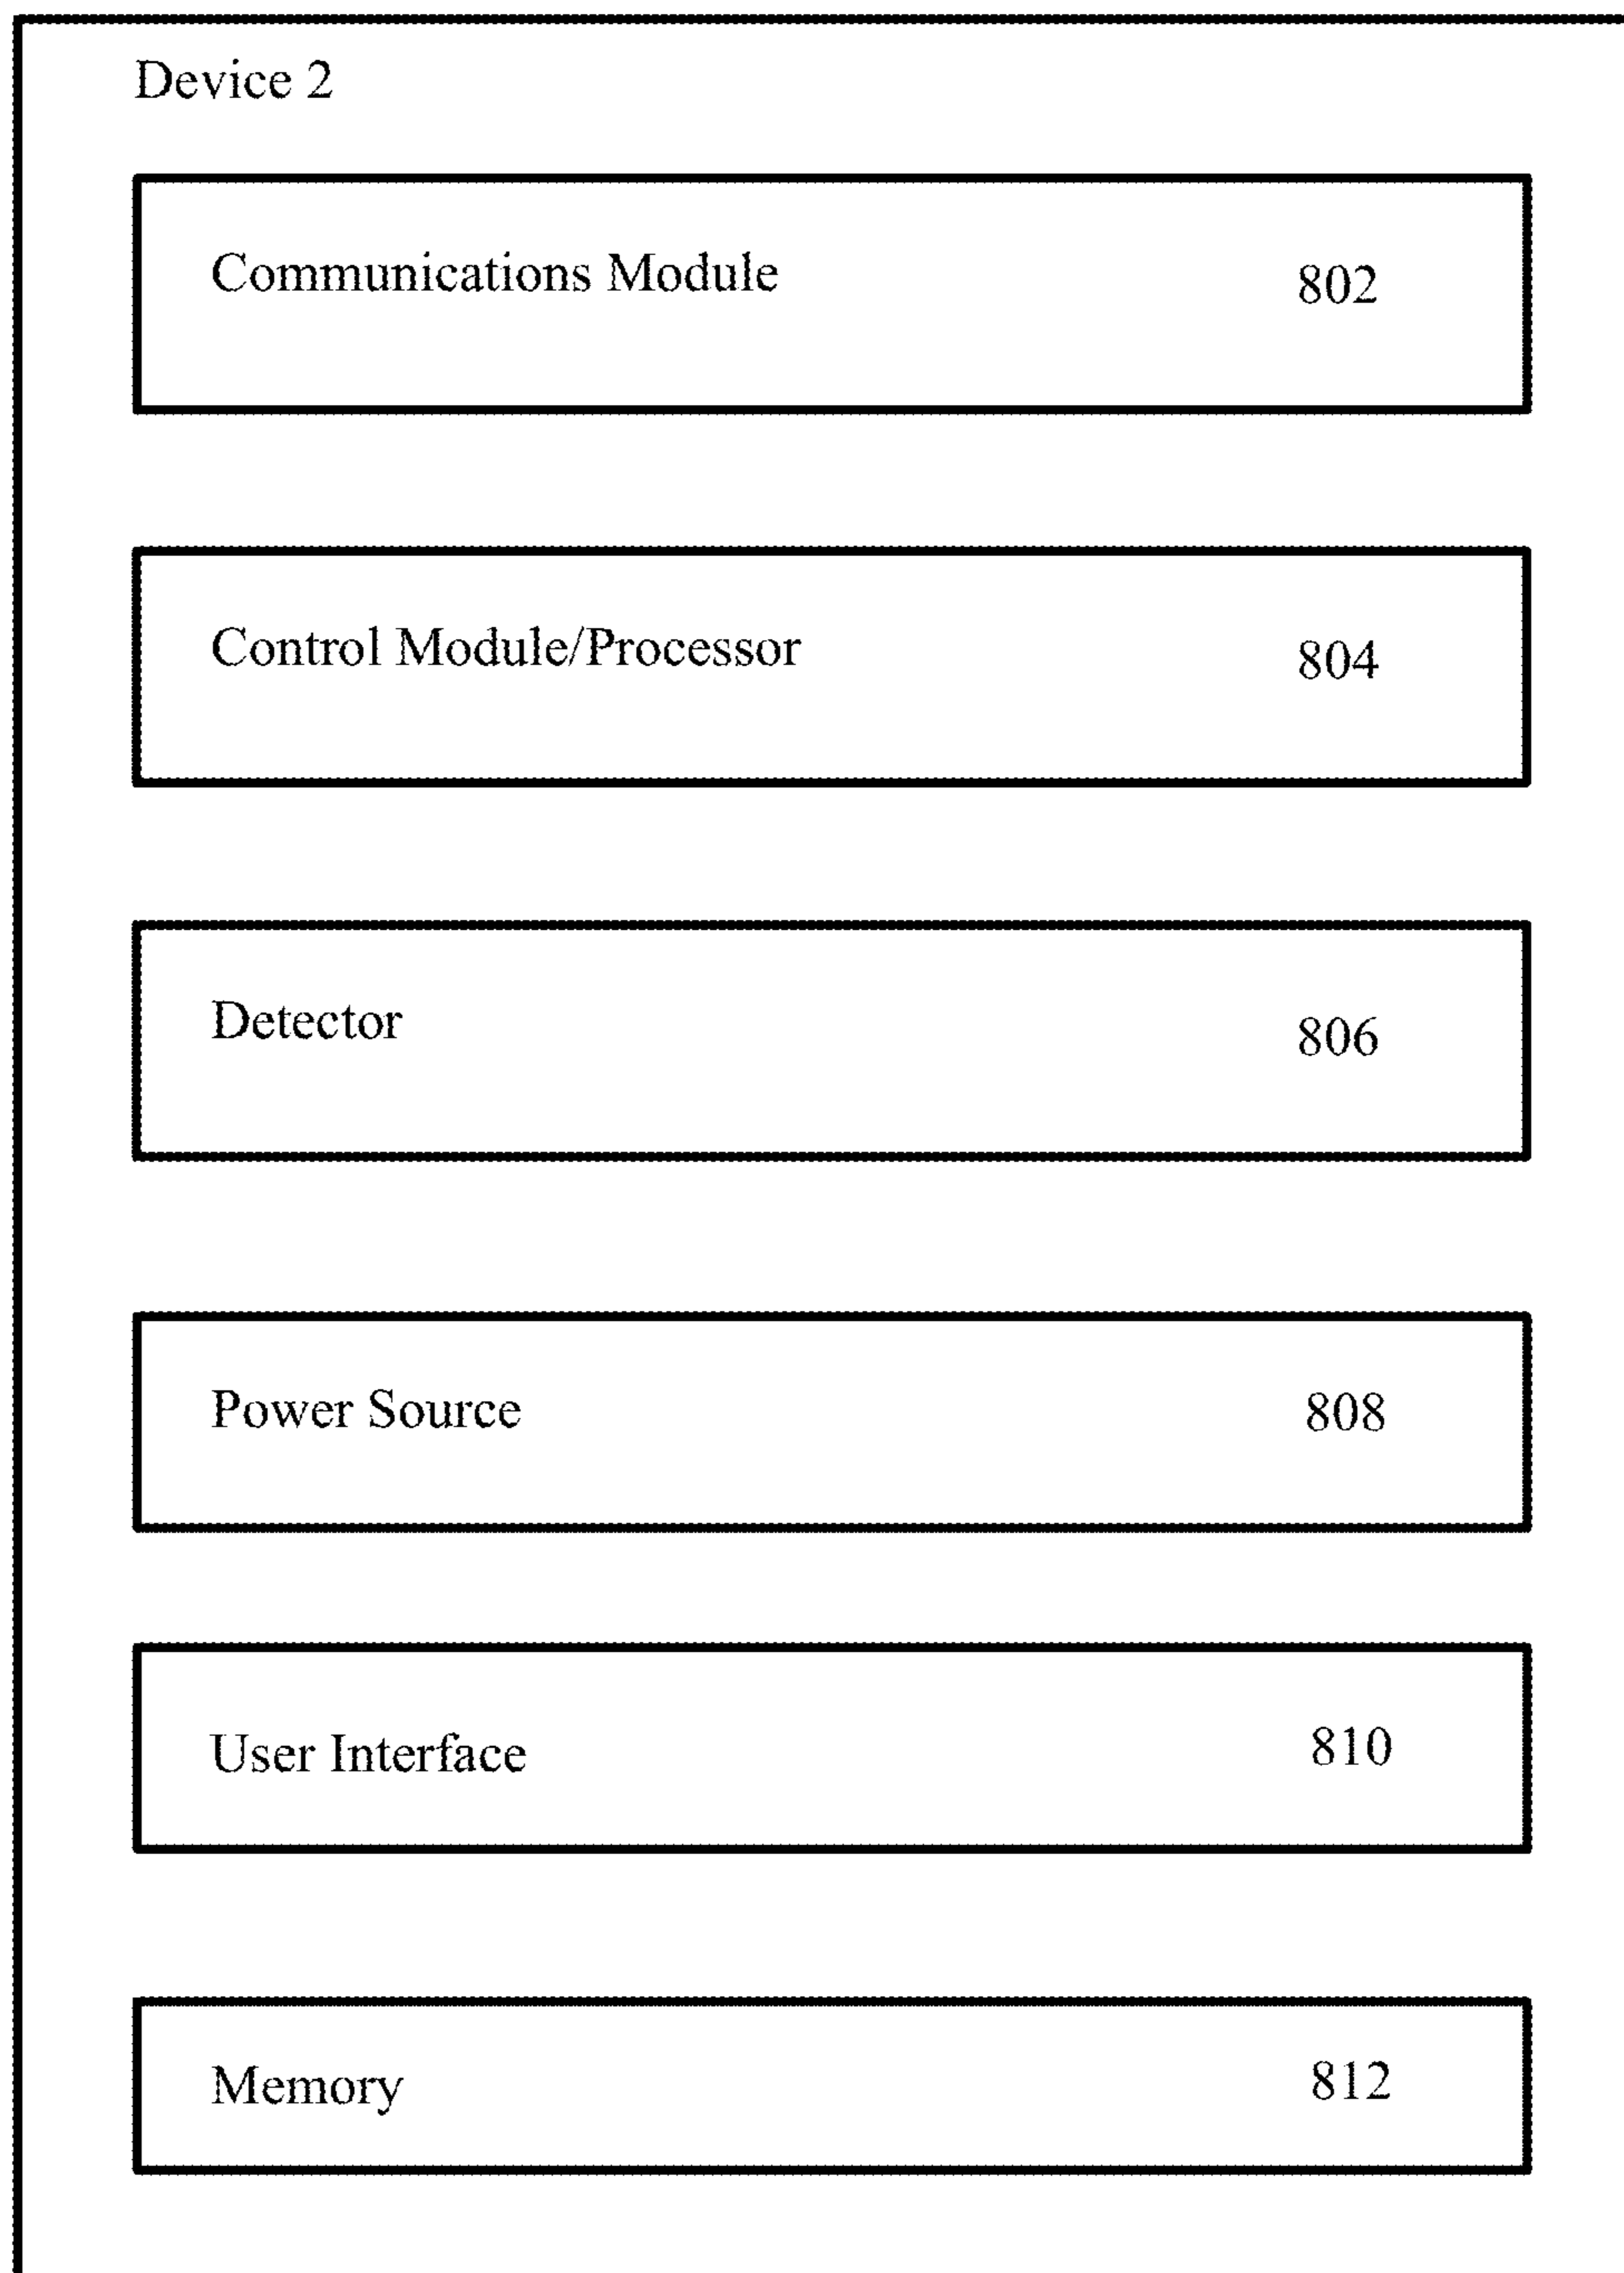 Device 2
Communications Module 802
Control Module/Processor 804
Detector 806
Power Source 808
User Interface 810
Memory 812